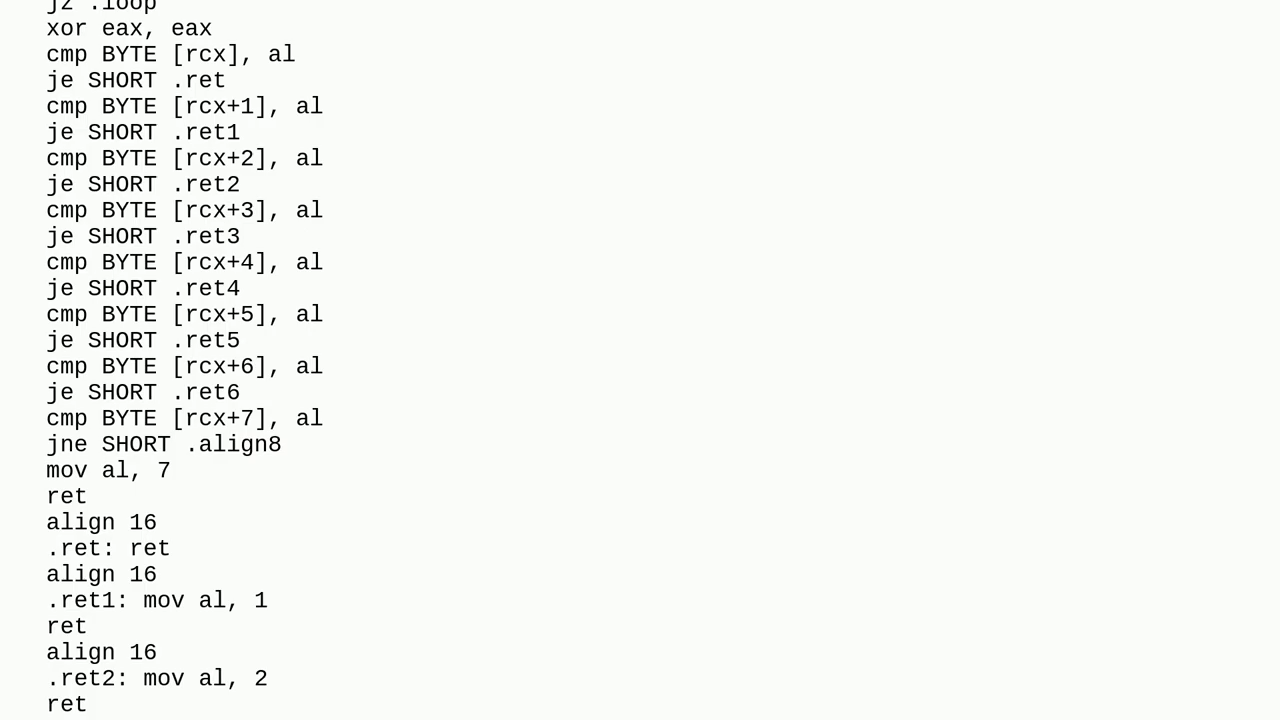 jz .loop
xor eax, eax
cmp BYTE [rcx], al
je SHORT .ret
cmp BYTE [rcx+1], al
je SHORT .ret1
cmp BYTE [rcx+2], al
je SHORT .ret2
cmp BYTE [rcx+3], al
je SHORT .ret3
cmp BYTE [rcx+4], al
je SHORT .ret4
cmp BYTE [rcx+5], al
je SHORT .ret5
cmp BYTE [rcx+6], al
je SHORT .ret6
cmp BYTE [rcx+7], al
jne SHORT .align8
mov al, 7
ret
align 16
.ret: ret
align 16
.ret1: mov al, 1
ret
align 16
.ret2: mov al, 2
ret